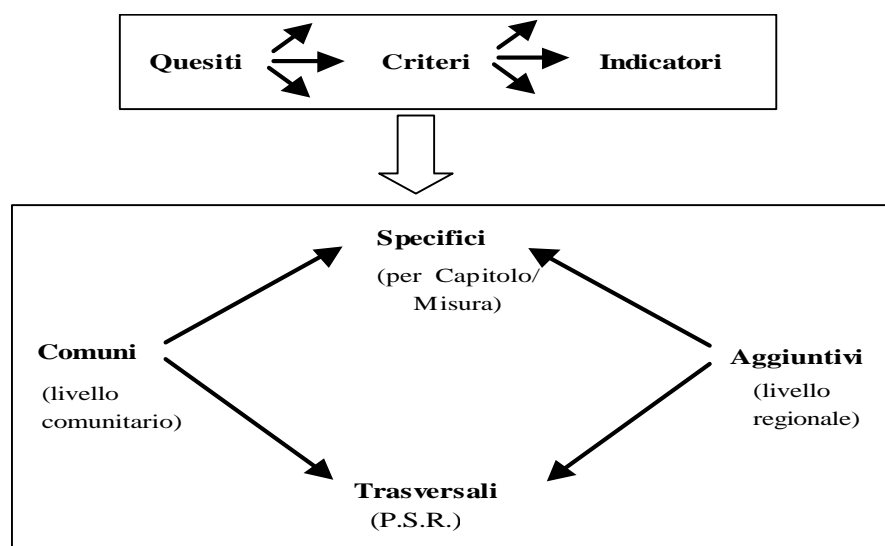 Quesiti Criteri Indicatori
Specifici
(per Capitolo/
Misura)
Comuni
(livello
comunitario)
Aggiuntivi
(livello
regionale)
Trasversali
(P.S.R.)